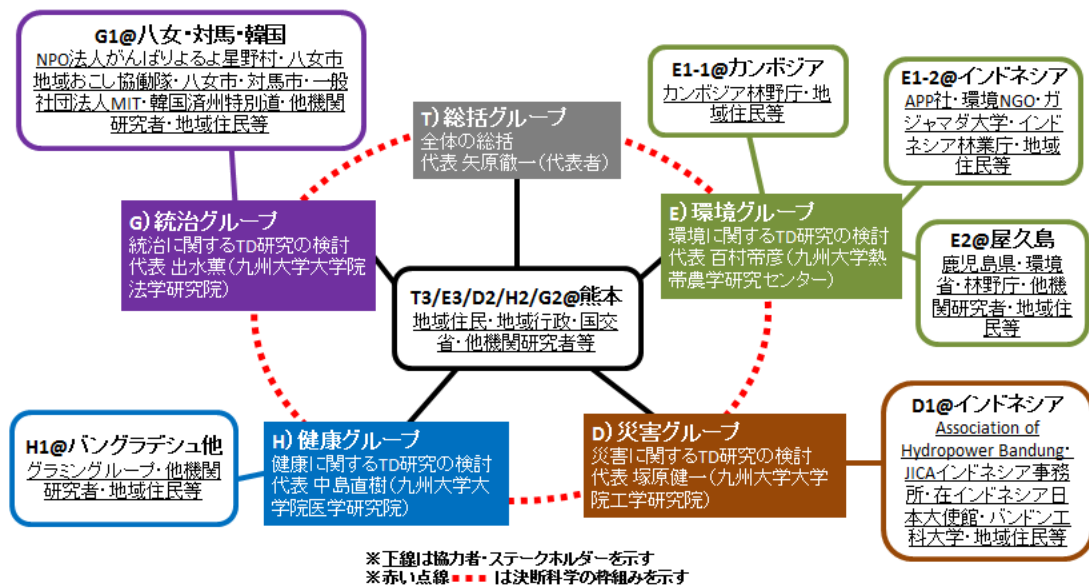 G1@八女・対馬・韓国
NPO法人がんばりよるよ星野村・八女市
地域おこし協働隊・八女市・対馬市・一般
社団法人MIT・韓国済州特別道・他機関
研究者・地域住民等
T)総括グループ
全体の総括
代表 矢原徹一(代表者)
E1-1@カンボジア
カンボジア林野庁・地
域住民等
E1-2@インドネシア
APP社・環境NGO・ガ
ジャマダ大学・インド
ネシア林業庁・地域
住民等
G)統治グループ
統治に関するTD研究の検討
代表 出水薫(九州大学大学院
法学研究院)
E)環境グループ
環境に関するTD研究の検討
代表 百村帝彦(九州大学熱
帯農学研究センター)
E2@屋久島
鹿児島県・環境
省・林野庁・他機
関研究者・地域住
民等
T3/E3/D2/H2/G2@熊本
地域住民・地域行政・国交
省・他機関研究者等
H1@バングラデシュ他
グラミングループ・他機関
研究者・地域住民等
H)健康グループ
健康に関するTD研究の検討
代表 中島直樹(九州大学大
学院医学研究院)
D)災害グループ
災害に関するTD研究の検討
代表 塚原健一(九州大学大学
院工学研究院)
D1@インドネシア
Association of
Hydropower Bandung・
JICAインドネシア事務
所・在インドネシア日
本大使館・バンドン工
科大学・地域住民等
※下線は協力者・ステークホルダーを示す
※赤い点線 は決断科学の枠組みを示す